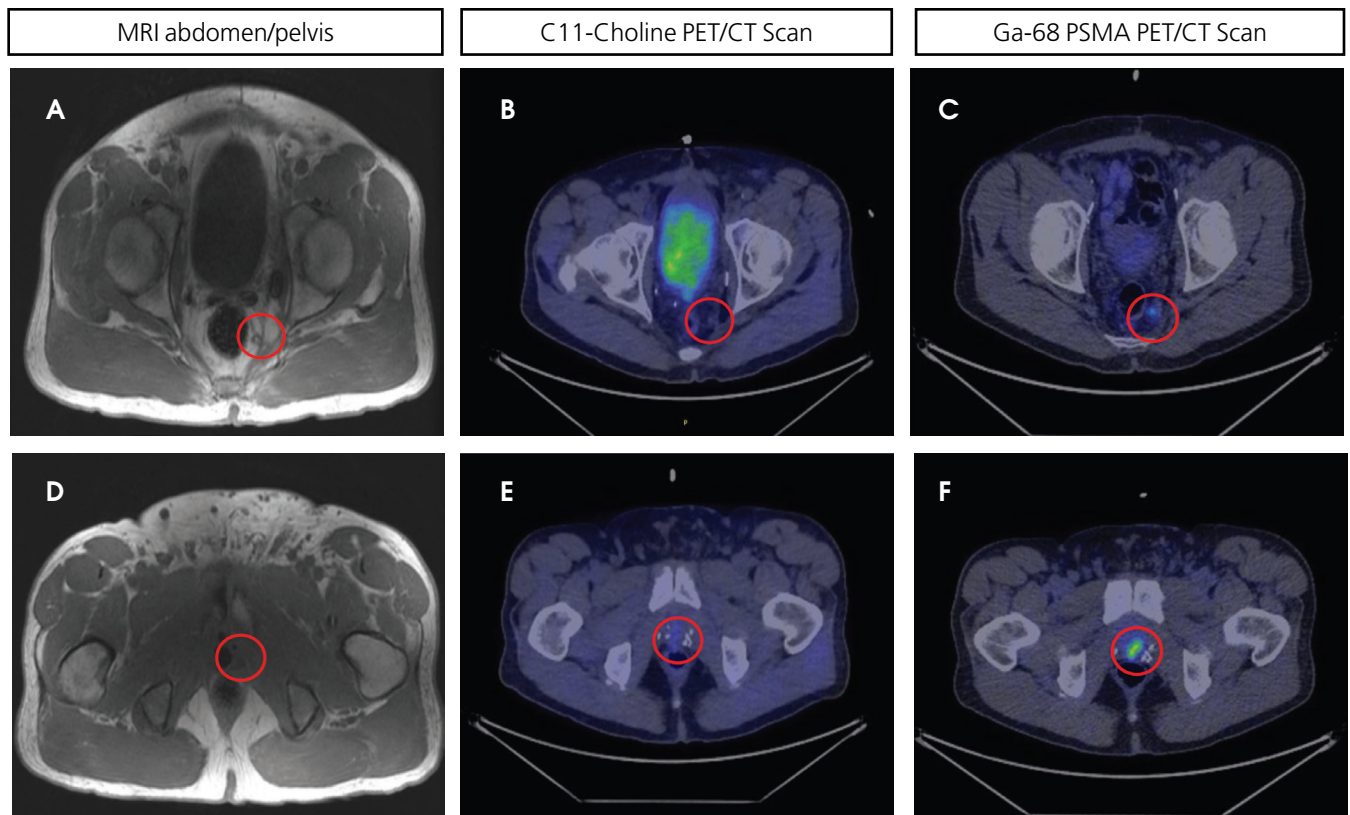 MRI abdomen/pelvis
C11-Choline PET/CT Scan
Ga-68 PSMA PET/CT Scan
A
B
C
D
E
F